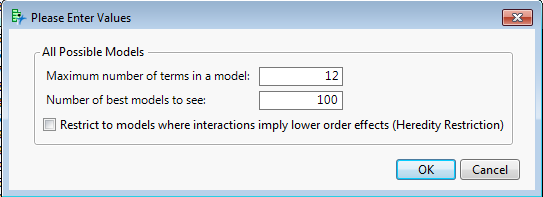 Please Enter Values
All Possible Models
Maximum number of terms in a model: 12
Number of best models to see: 100
Restrict to models where interactions imply lower order effects (Heredity Restriction)
OK Cancel